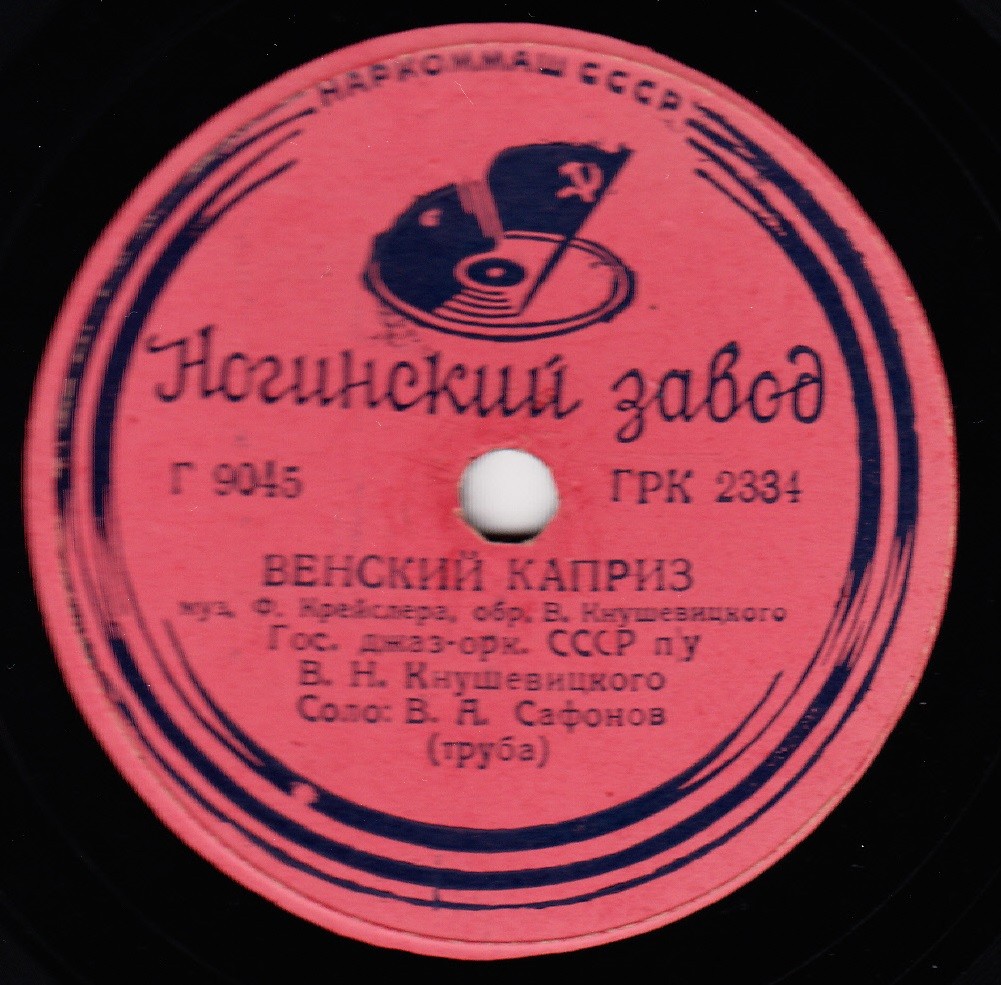 НАРКОММАШ СССР
Ногинский завод
Г 9045 ГРК 2334
ВЕНСКИЙ КАПРИЗ
муз. Ф. Крейслера, обр. В. Кнушевицкого
Гос. джаз-орк. СССР п/у
В. Н. Кнушевицкого
Соло: В. А. Сафонов
(труба)